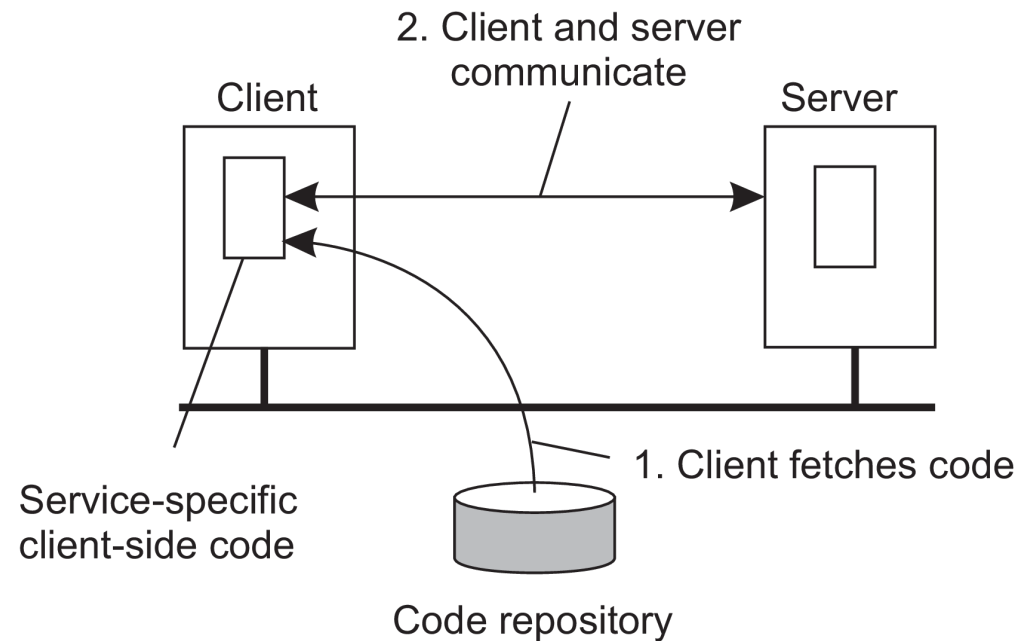 2. Client and server
communicate
Client
Server
1. Client fetches code
Service-specific
client-side code
Code repository